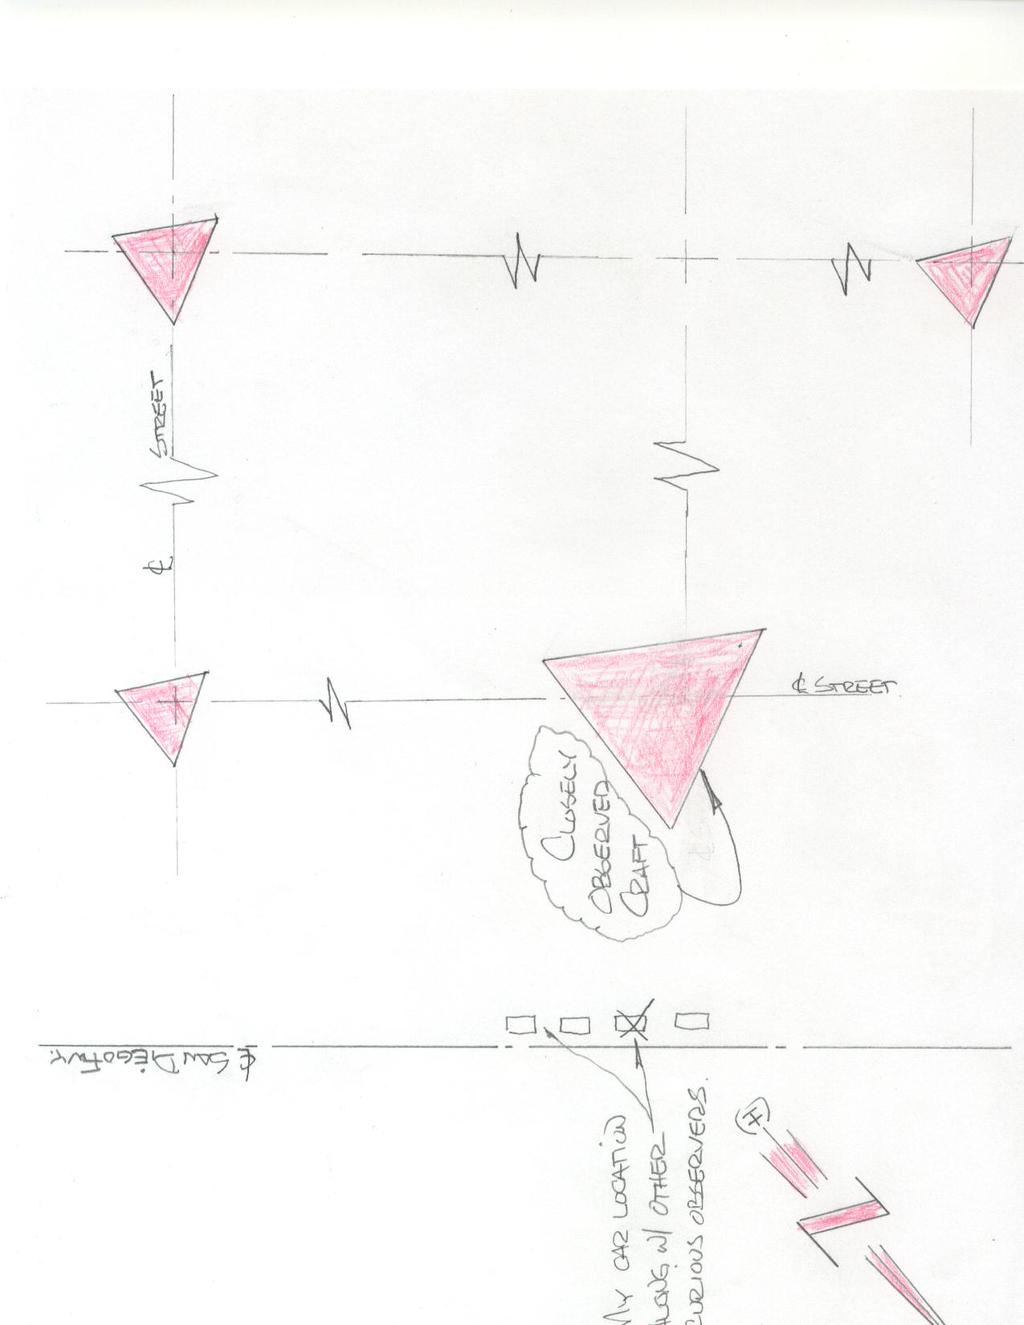 STREET
℄
℄ STREET
CLOSELY
OBSERVED
CRAFT
℄ SAN DIEGO FWY.
MY CAR LOCATION
ALONG W/ OTHER
CURIOUS OBSERVERS.
N